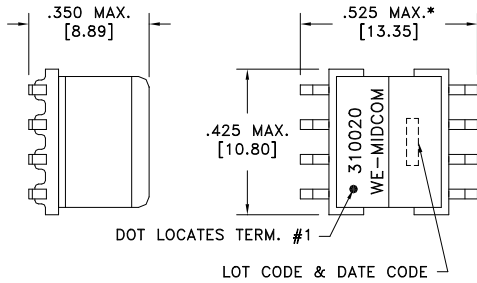 .350 MAX.
[8.89]
.525 MAX.*
[13.35]
.425 MAX.
[10.80]
310020
WE-MIDCOM
DOT LOCATES TERM. #1
LOT CODE & DATE CODE